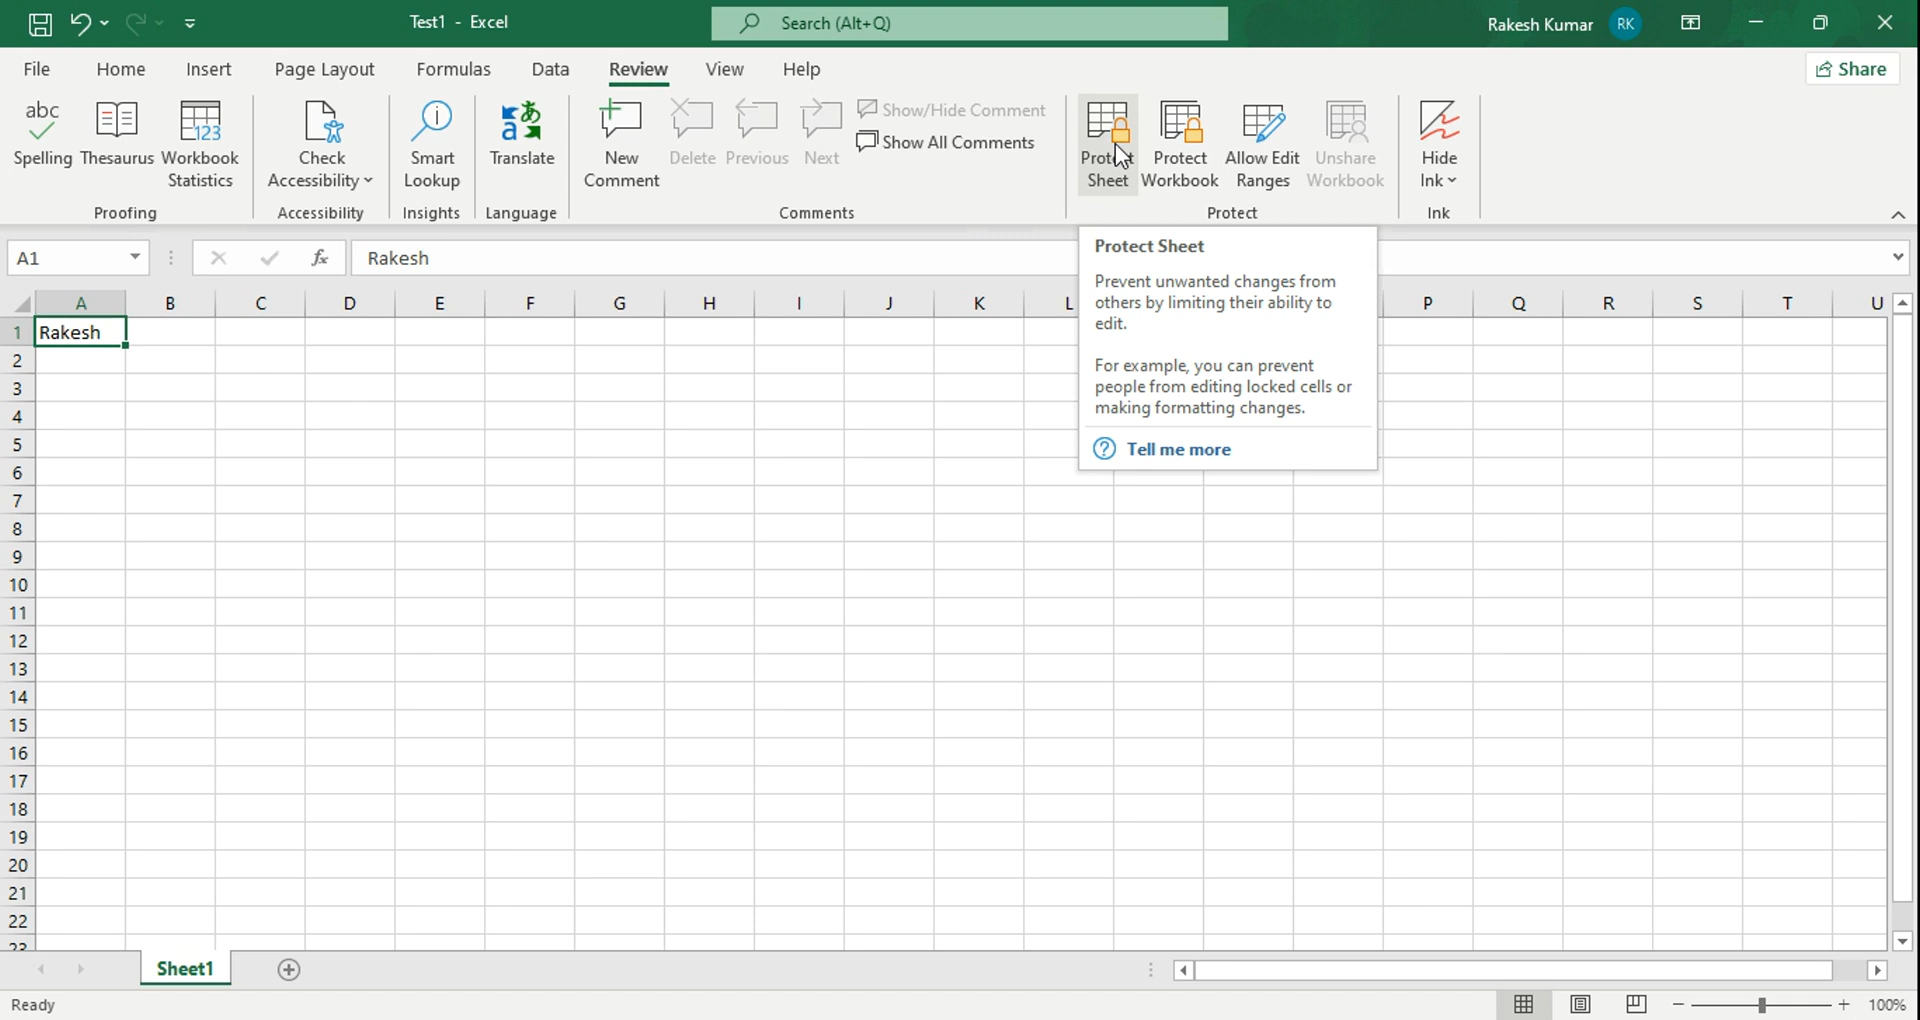 Test1 - Excel
Search (Alt+Q)
Rakesh Kumar RK
File Home Insert Page Layout Formulas Data Review View Help Share
abc
Spelling Thesaurus Workbook Statistics
Proofing
Check Accessibility
Accessibility
Smart Lookup
Insights
Translate
Language
New Comment Delete Previous Next
Show/Hide Comment
Show All Comments
Comments
Protect Sheet
Protect Workbook
Allow Edit Ranges
Unshare Workbook
Protect
Hide Ink
Ink
A1 fx Rakesh
Protect Sheet
Prevent unwanted changes from
others by limiting their ability to
edit.
For example, you can prevent
people from editing locked cells or
making formatting changes.
Tell me more
A B C D E F G H I J K L P Q R S T U
1 Rakesh
2
3
4
5
6
7
8
9
10
11
12
13
14
15
16
17
18
19
20
21
22
23
Sheet1
Ready 100%